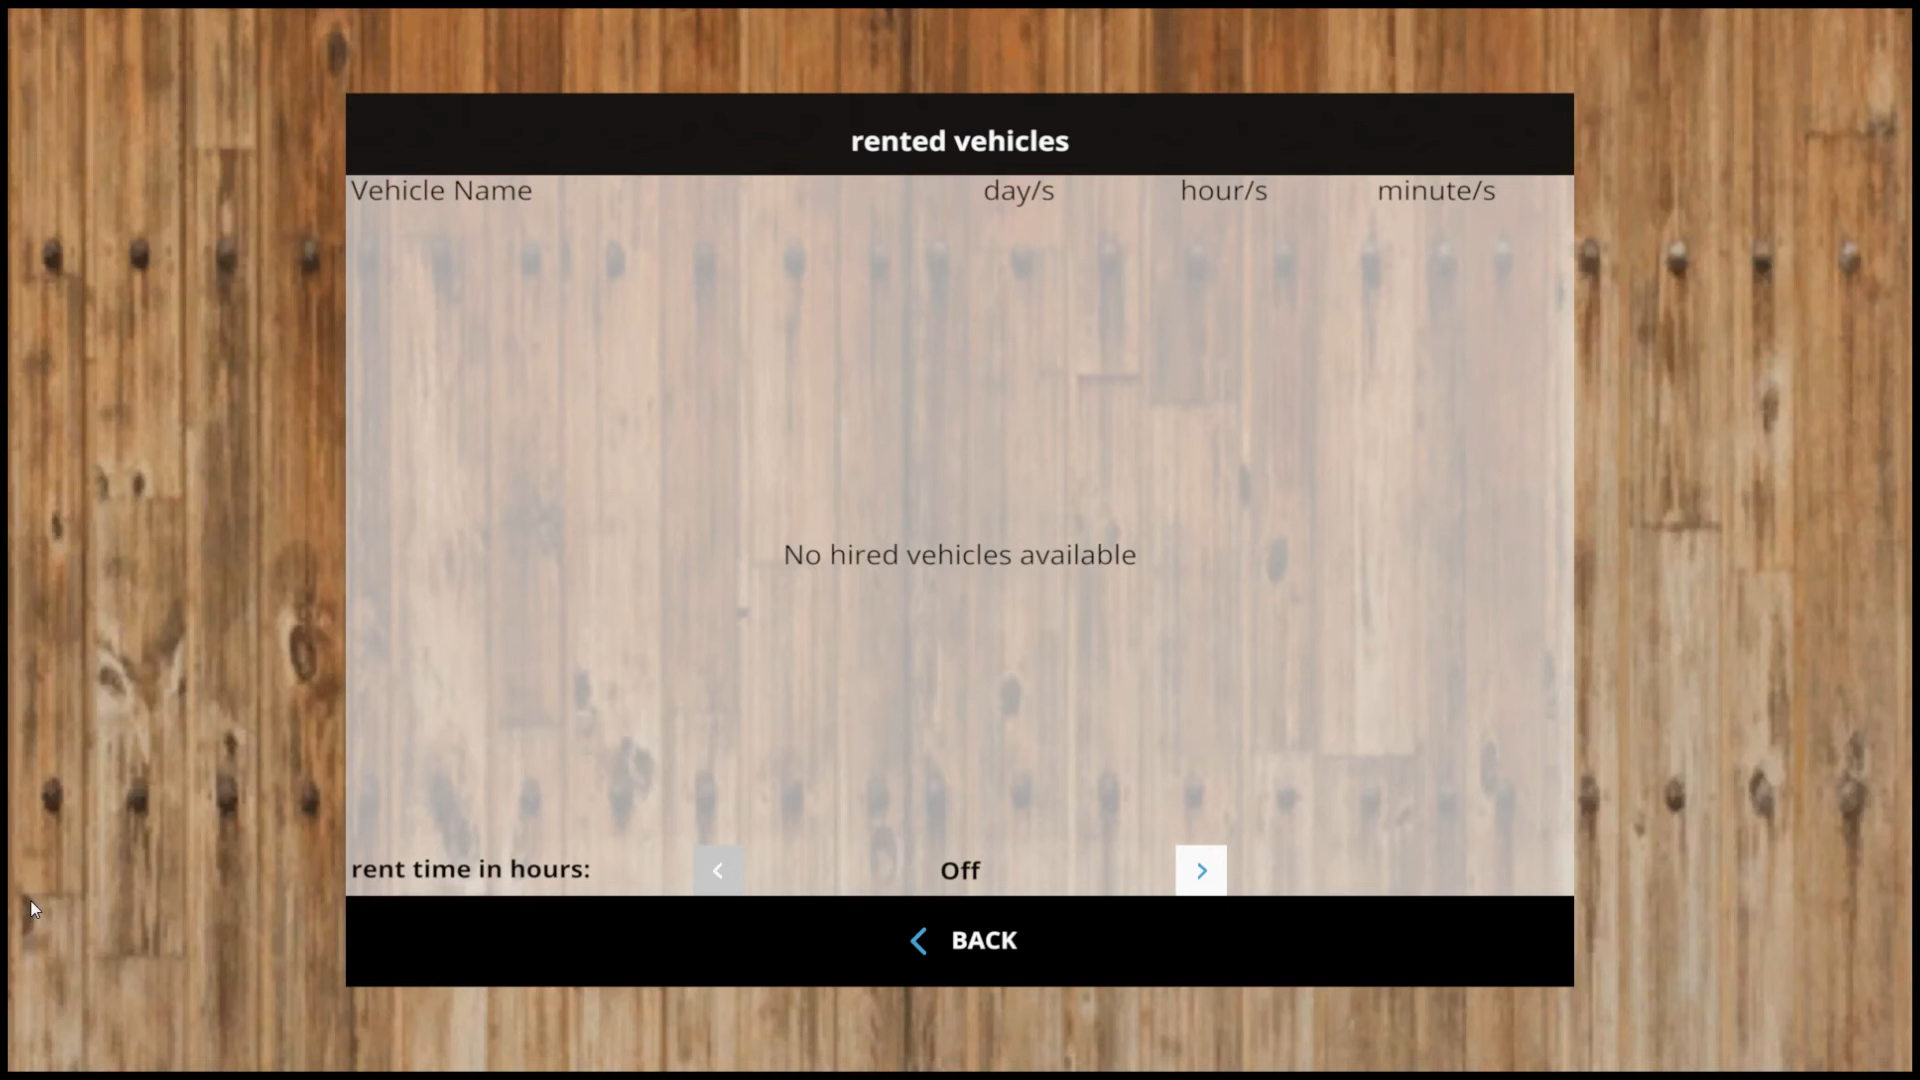 rented vehicles
Vehicle Name day/s hour/s minute/s
No hired vehicles available
rent time in hours: < Off >
< BACK